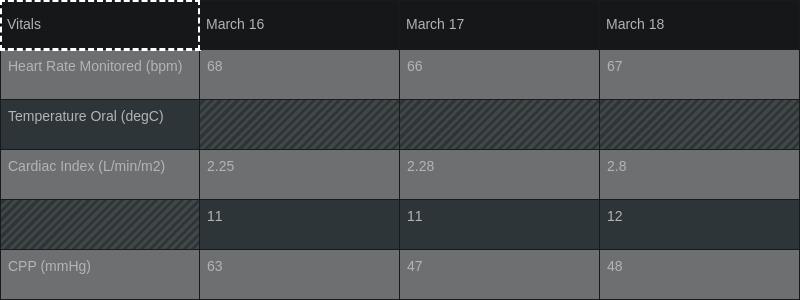 Vitals March 16 March 17 March 18
Heart Rate Monitored (bpm) 68 66 67
Temperature Oral (degC)
Cardiac Index (L/min/m2) 2.25 2.28 2.8
11 11 12
CPP (mmHg) 63 47 48